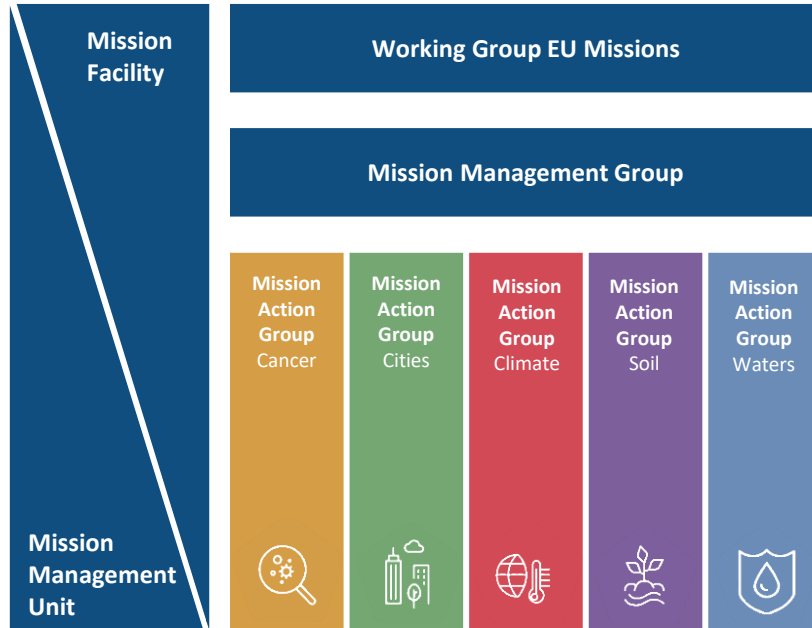 Mission
Facility
Working Group EU Missions
Mission Management Group
Mission
Action
Group
Cancer
Mission
Action
Group
Cities
Mission
Action
Group
Climate
Mission
Action
Group
Soil
Mission
Action
Group
Waters
Mission
Management
Unit